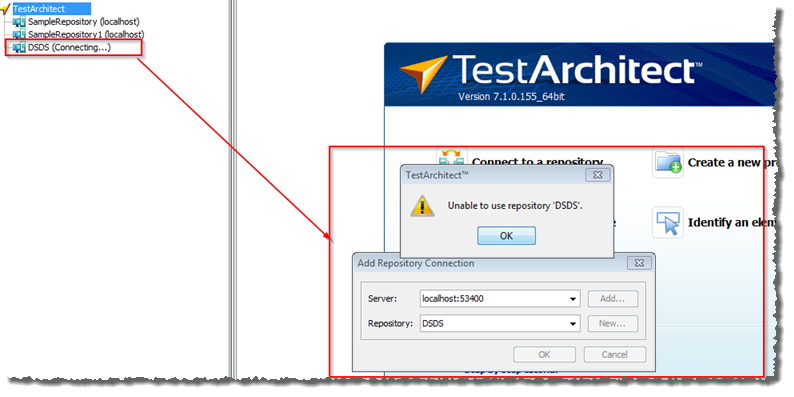 TestArchitect
SampleRepository (localhost)
SampleRepository1 (localhost)
DSDS (Connecting...)
TestArchitect™
Version 7.1.0.155_64bit
Connect to a repository
Create a new pr
TestArchitect™
Unable to use repository 'DSDS'.
OK
Identify an elem
Add Repository Connection
Server:
localhost:53400
Add...
Repository:
DSDS
New...
OK
Cancel